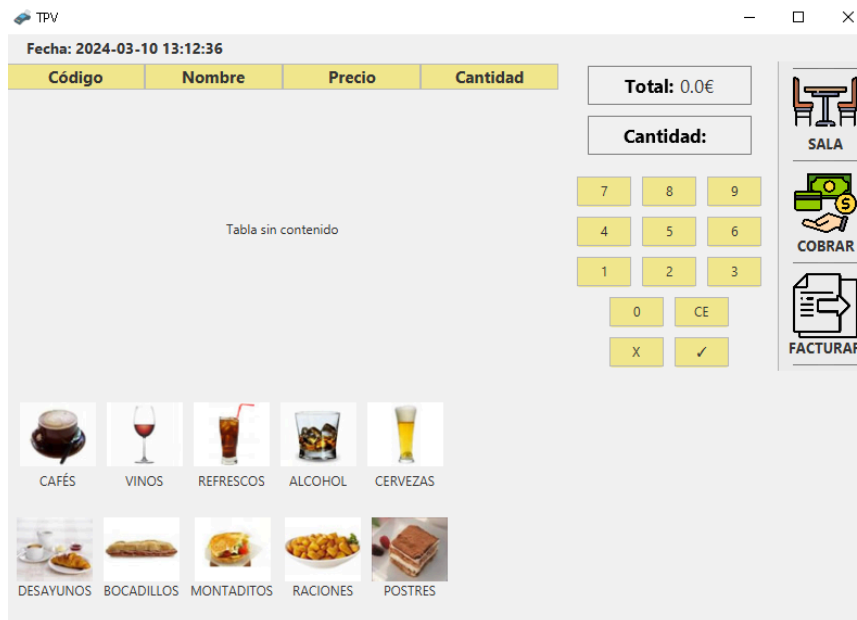 TPV
Fecha: 2024-03-10 13:12:36
Código Nombre Precio Cantidad
Tabla sin contenido
Total: 0.0€
Cantidad:
7 8 9
4 5 6
1 2 3
0 CE
X ✓
SALA
COBRAR
FACTURAR
CAFÉS VINOS REFRESCOS ALCOHOL CERVEZAS
DESAYUNOS BOCADILLOS MONTADITOS RACIONES POSTRES